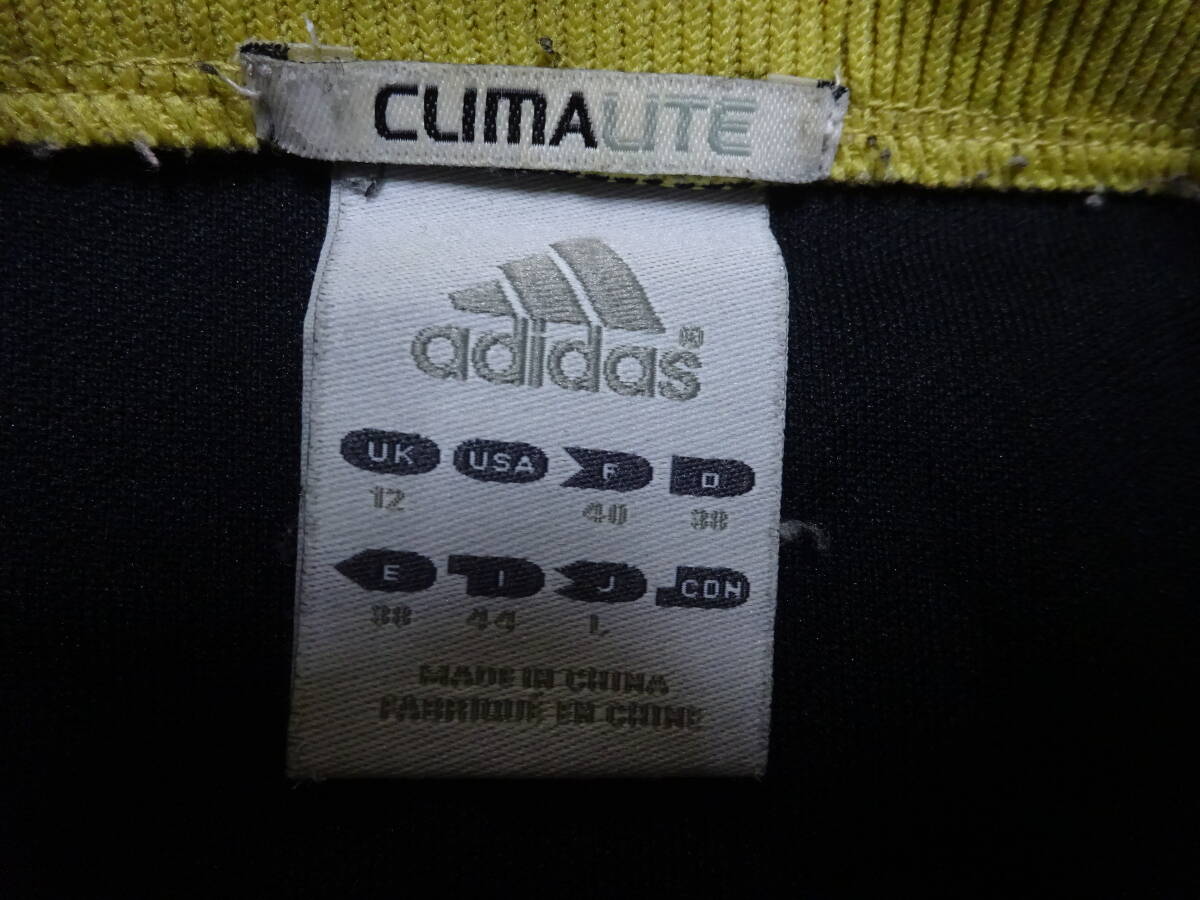 CLIMALITE
adidas®
UK USA F D
12 40 38
E I J CDN
38 44 L
MADE IN CHINA
FABRIQUÉ EN CHINE